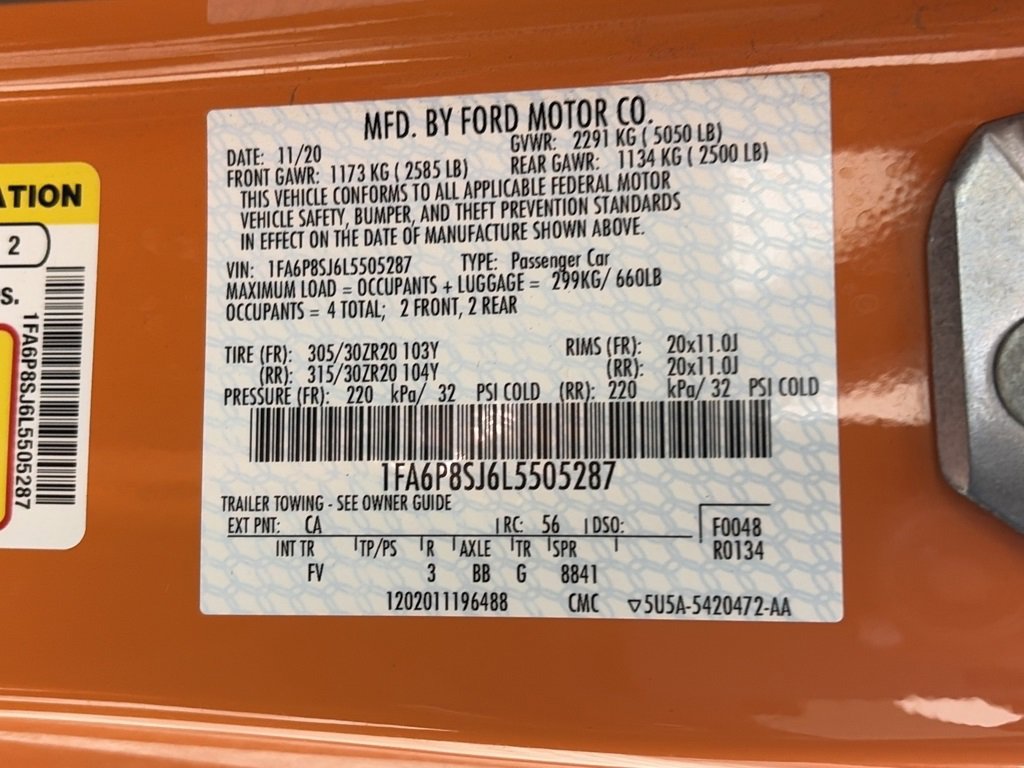 ATION
2
S.
1FA6P8SJ6L5505287
MFD. BY FORD MOTOR CO.
DATE: 11/20 GVWR: 2291 KG ( 5050 LB)
FRONT GAWR: 1173 KG ( 2585 LB) REAR GAWR: 1134 KG ( 2500 LB)
THIS VEHICLE CONFORMS TO ALL APPLICABLE FEDERAL MOTOR
VEHICLE SAFETY, BUMPER, AND THEFT PREVENTION STANDARDS
IN EFFECT ON THE DATE OF MANUFACTURE SHOWN ABOVE.
VIN: 1FA6P8SJ6L5505287 TYPE: Passenger Car
MAXIMUM LOAD = OCCUPANTS + LUGGAGE = 299KG/ 660LB
OCCUPANTS = 4 TOTAL; 2 FRONT, 2 REAR
TIRE (FR): 305/30ZR20 103Y RIMS (FR): 20x11.0J
(RR): 315/30ZR20 104Y (RR): 20x11.0J
PRESSURE (FR): 220 kPa/ 32 PSI COLD (RR): 220 kPa/ 32 PSI COLD
1FA6P8SJ6L5505287
TRAILER TOWING - SEE OWNER GUIDE
EXT PNT: CA RC: 56 DSO: F0048
INT TR TP/PS R AXLE TR SPR R0134
FV 3 BB G 8841
1202011196488 CMC ▽5U5A-5420472-AA